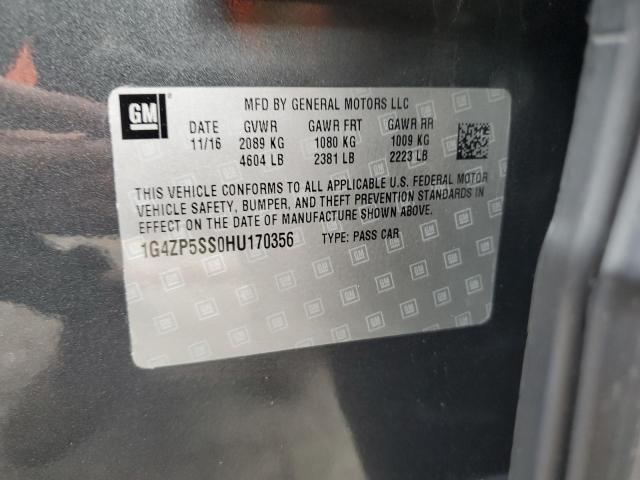 GM
MFD BY GENERAL MOTORS LLC
DATE GVWR GAWR FRT GAWR RR
11/16 2089 KG 1080 KG 1009 KG
4604 LB 2381 LB 2223 LB
THIS VEHICLE CONFORMS TO ALL APPLICABLE U.S. FEDERAL MOTOR
VEHICLE SAFETY, BUMPER, AND THEFT PREVENTION STANDARDS IN
EFFECT ON THE DATE OF MANUFACTURE SHOWN ABOVE.
1G4ZP5SS0HU170356 TYPE: PASS CAR